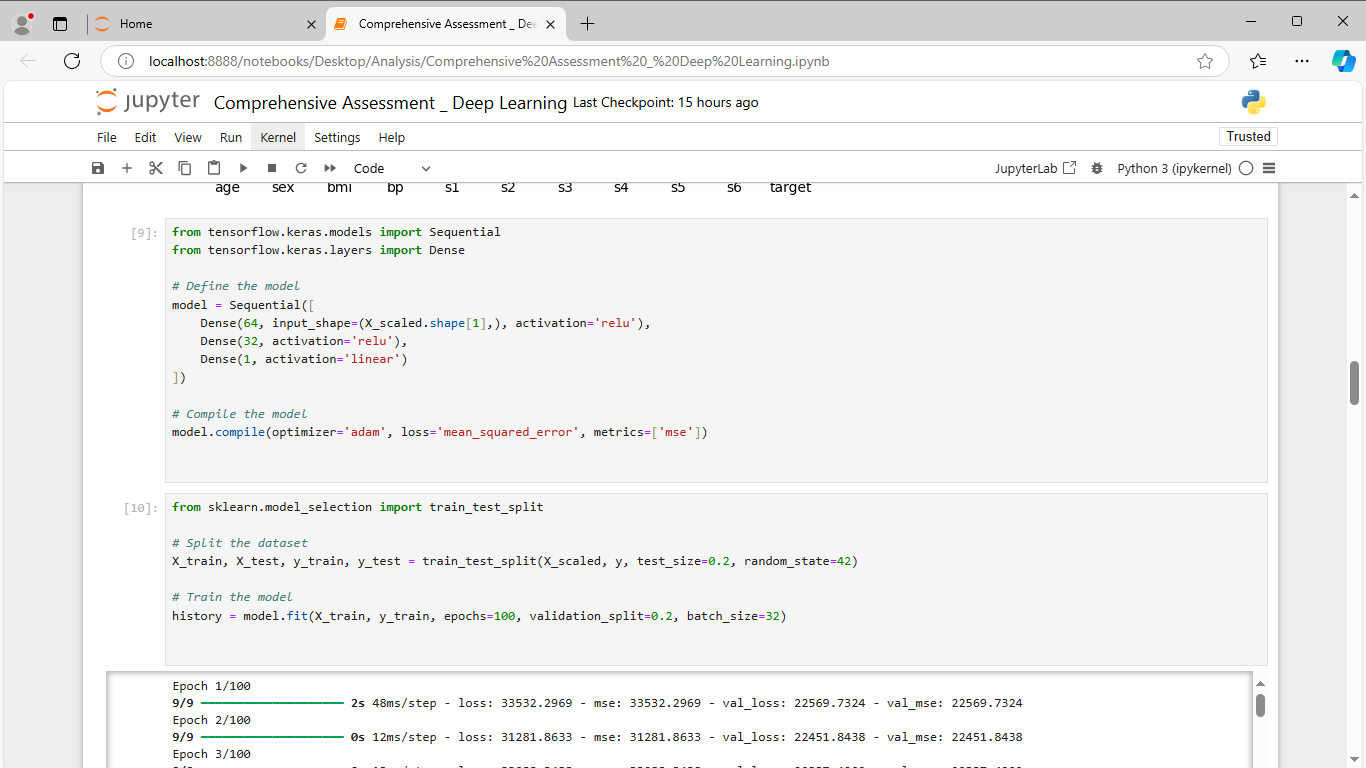 Home
Comprehensive Assessment _ Dee
localhost:8888/notebooks/Desktop/Analysis/Comprehensive%20Assessment%20_%20Deep%20Learning.ipynb
jupyter Comprehensive Assessment _ Deep Learning Last Checkpoint: 15 hours ago
File Edit View Run Kernel Settings Help Trusted
Code JupyterLab Python 3 (ipykernel)
age sex bmi bp s1 s2 s3 s4 s5 s6 target
[9]: from tensorflow.keras.models import Sequential
from tensorflow.keras.layers import Dense
# Define the model
model = Sequential([
    Dense(64, input_shape=(X_scaled.shape[1],), activation='relu'),
    Dense(32, activation='relu'),
    Dense(1, activation='linear')
])
# Compile the model
model.compile(optimizer='adam', loss='mean_squared_error', metrics=['mse'])
[10]: from sklearn.model_selection import train_test_split
# Split the dataset
X_train, X_test, y_train, y_test = train_test_split(X_scaled, y, test_size=0.2, random_state=42)
# Train the model
history = model.fit(X_train, y_train, epochs=100, validation_split=0.2, batch_size=32)
Epoch 1/100
9/9 ━━━━━━━━━━━━━━━━━━━━ 2s 48ms/step - loss: 33532.2969 - mse: 33532.2969 - val_loss: 22569.7324 - val_mse: 22569.7324
Epoch 2/100
9/9 ━━━━━━━━━━━━━━━━━━━━ 0s 12ms/step - loss: 31281.8633 - mse: 31281.8633 - val_loss: 22451.8438 - val_mse: 22451.8438
Epoch 3/100